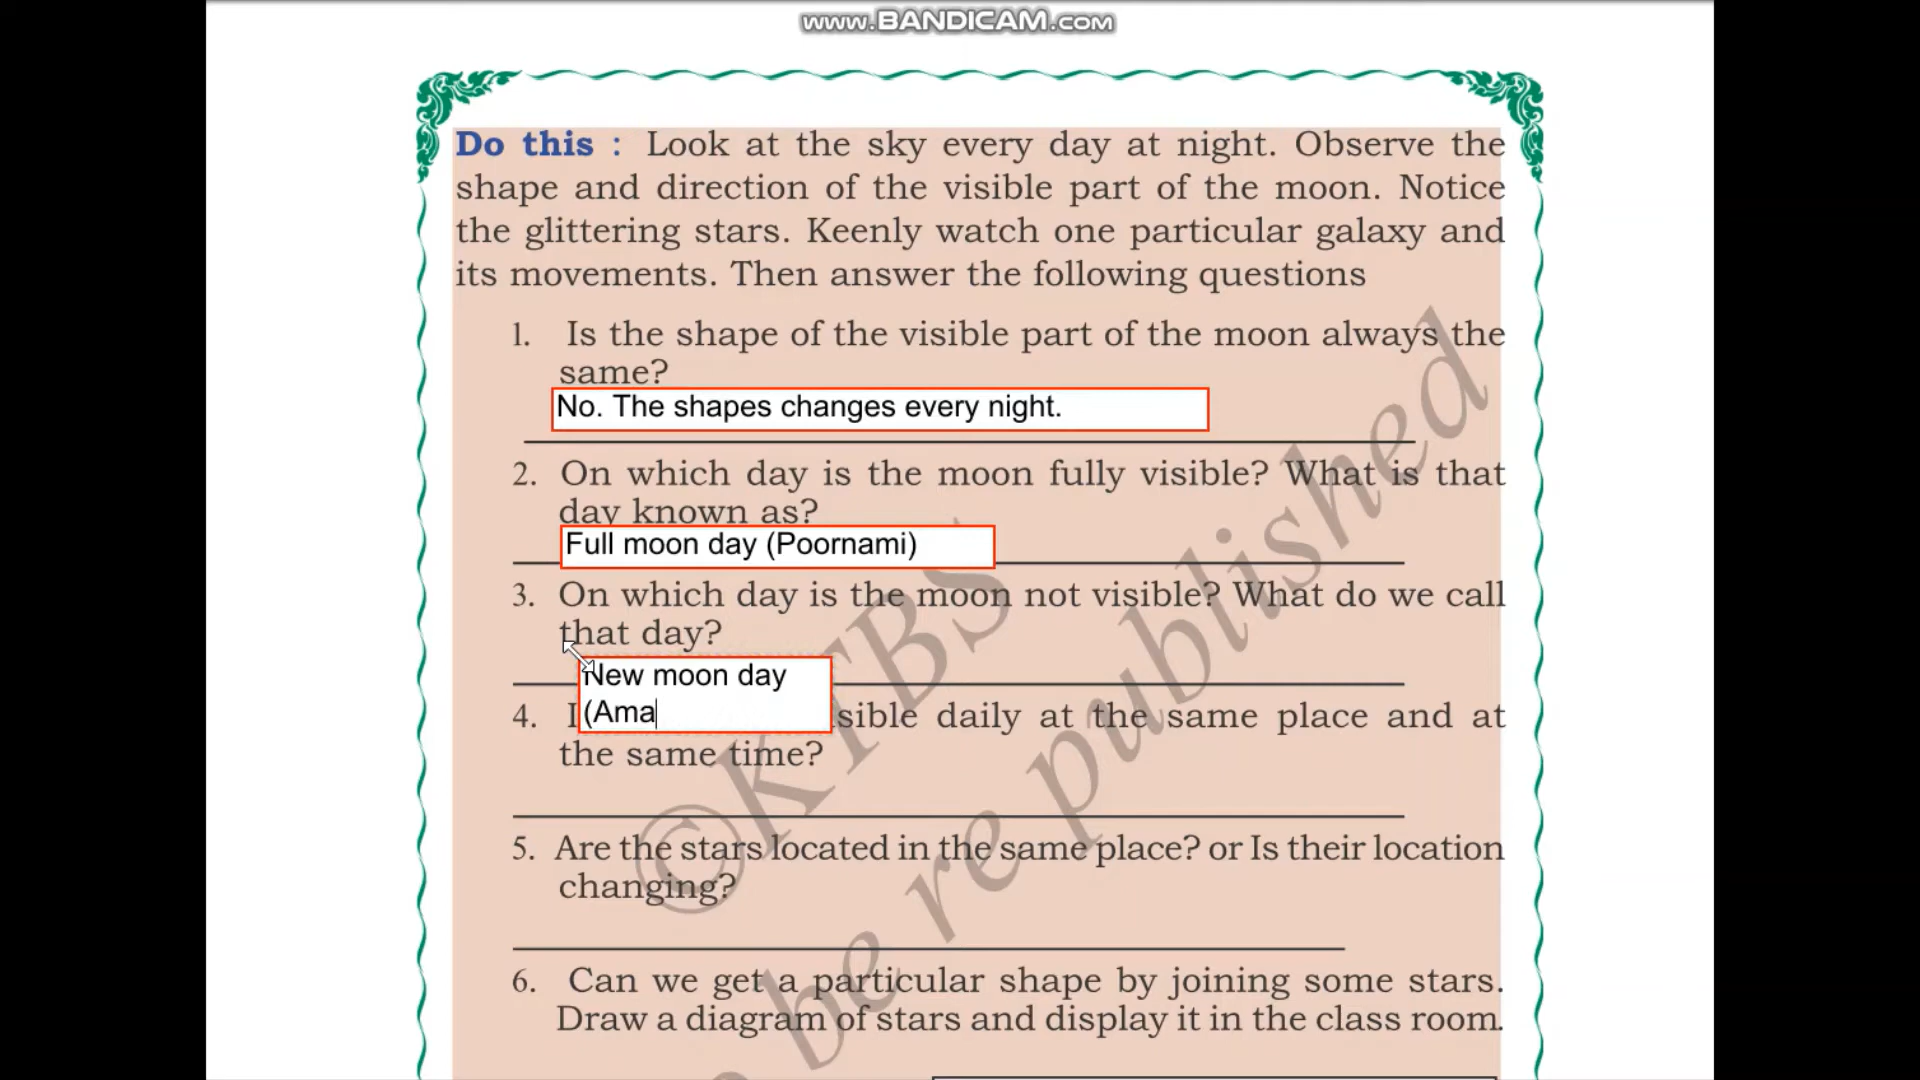 www.BANDICAM.com
Do this : Look at the sky every day at night. Observe the
shape and direction of the visible part of the moon. Notice
the glittering stars. Keenly watch one particular galaxy and
its movements. Then answer the following questions
1. Is the shape of the visible part of the moon always the
same?
No. The shapes changes every night.
2. On which day is the moon fully visible? What is that
day known as?
Full moon day (Poornami)
3. On which day is the moon not visible? What do we call
that day?
New moon day
(Ama
4. sible daily at the same place and at
the same time?
5. Are the stars located in the same place? or Is their location
changing?
6. Can we get a particular shape by joining some stars.
Draw a diagram of stars and display it in the class room.
©KTBS
be re published